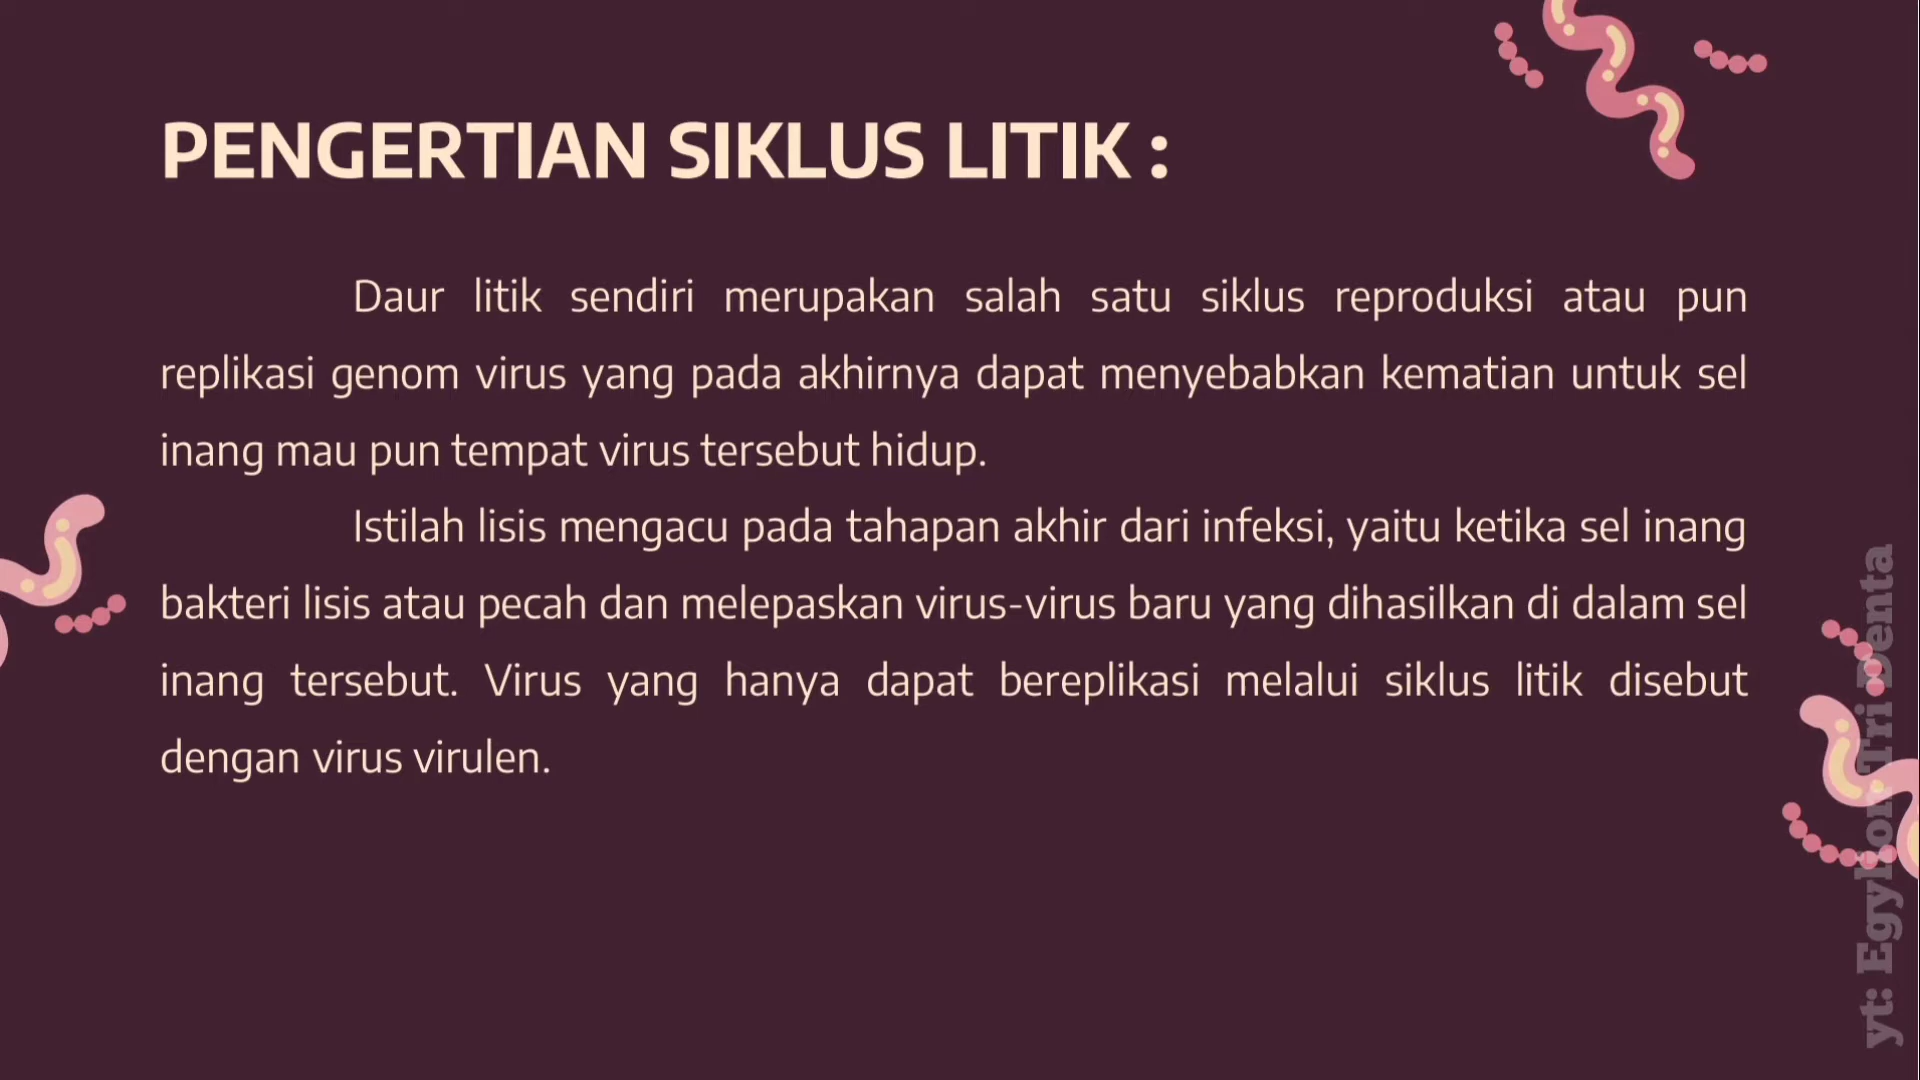 PENGERTIAN SIKLUS LITIK :
Daur litik sendiri merupakan salah satu siklus reproduksi atau pun
replikasi genom virus yang pada akhirnya dapat menyebabkan kematian untuk sel
inang mau pun tempat virus tersebut hidup.
Istilah lisis mengacu pada tahapan akhir dari infeksi, yaitu ketika sel inang
bakteri lisis atau pecah dan melepaskan virus-virus baru yang dihasilkan di dalam sel
inang tersebut. Virus yang hanya dapat bereplikasi melalui siklus litik disebut
dengan virus virulen.
yt: Egylion Tri Denta